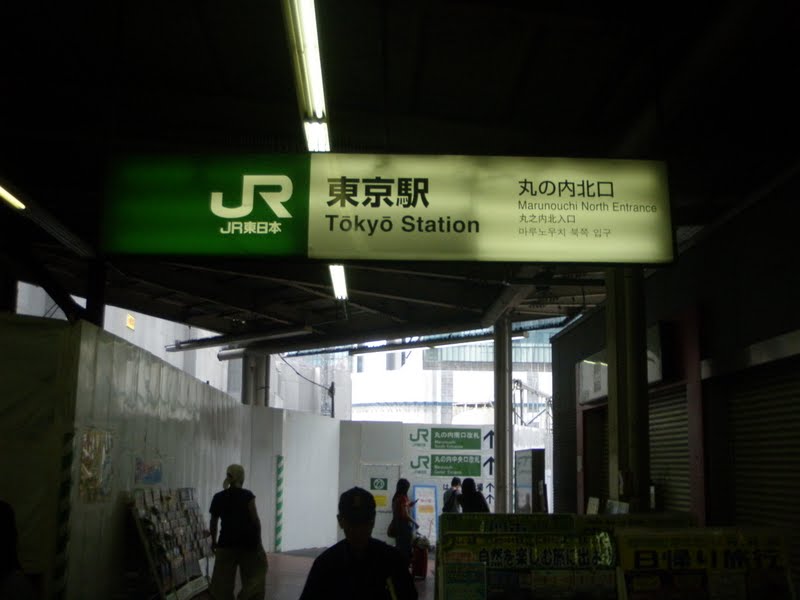 JR
JR東日本
東京駅
Tōkyō Station
丸の内北口
Marunouchi North Entrance
丸之内北入口
마루노우치 북쪽 입구
JR
丸の内南口改札
JR
丸の内中央口改札
自然を楽しむ旅に出
日帰り旅行